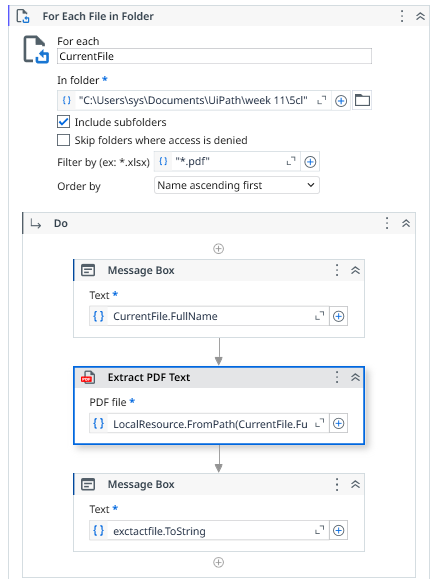 For Each File in Folder
For each
CurrentFile
In folder *
"C:\Users\sys\Documents\UiPath\week 11\5cl"
Include subfolders
Skip folders where access is denied
Filter by (ex: *.xlsx)
"*.pdf"
Order by
Name ascending first
Do
Message Box
Text *
CurrentFile.FullName
PDF
Extract PDF Text
PDF file *
LocalResource.FromPath(CurrentFile.Fu
Message Box
Text *
exctactfile.ToString